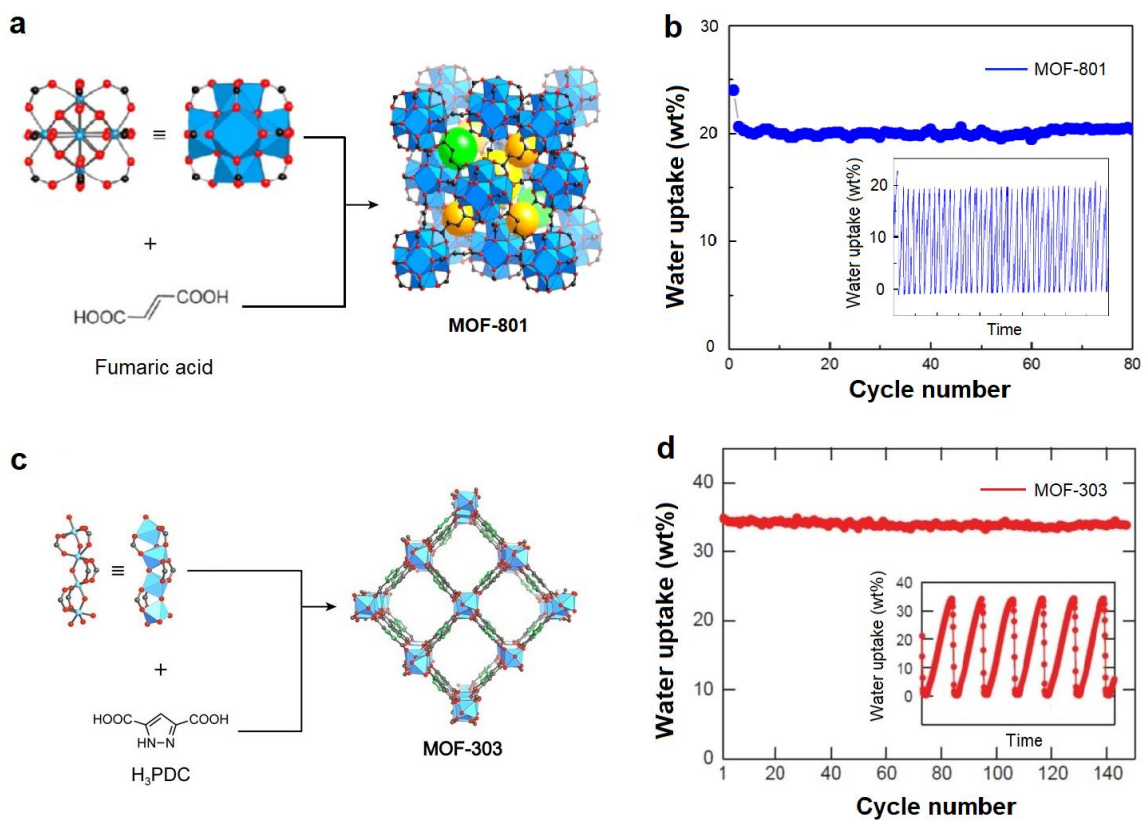 a
≡
+
HOOC
COOH
Fumaric acid
MOF-801
b
MOF-801
Water uptake (wt%)
30
20
10
0
0
20
40
60
80
Cycle number
Water uptake (wt%)
20
10
0
Time
c
≡
+
HOOC
COOH
HN-N
H₃PDC
MOF-303
d
MOF-303
Water uptake (wt%)
40
30
20
10
0
1
20
40
60
80
100
120
140
Cycle number
Water uptake (wt%)
40
30
20
10
0
Time